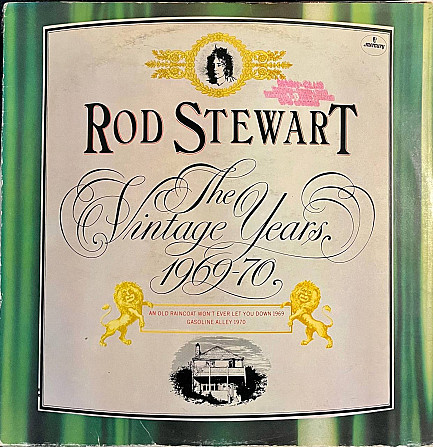 mercury
ROD STEWART
The
Vintage Years
1969-70
AN OLD RAINCOAT WON'T EVER LET YOU DOWN 1969
GASOLINE ALLEY 1970